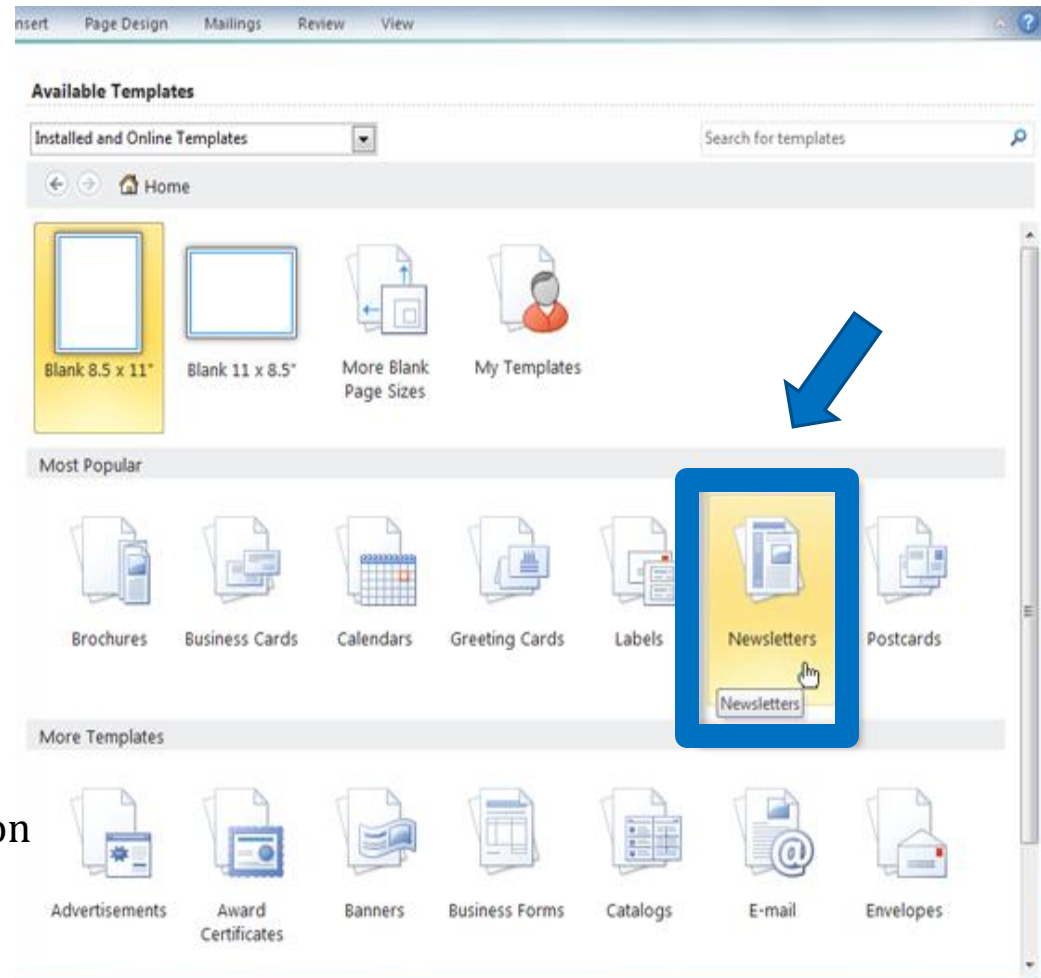 nsert Page Design Mailings Review View
Available Templates
Installed and Online Templates Search for templates
Home
Blank 8.5 x 11" Blank 11 x 8.5" More Blank Page Sizes My Templates
Most Popular
Brochures Business Cards Calendars Greeting Cards Labels Newsletters Postcards
Newsletters
More Templates
on
Advertisements Award Certificates Banners Business Forms Catalogs E-mail Envelopes